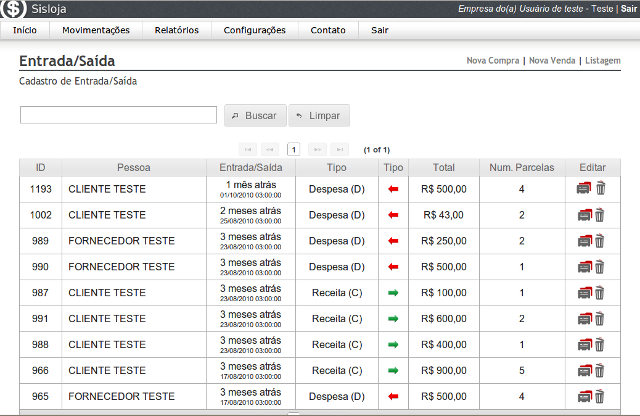 Sisloja
Empresa do(a) Usuário de teste - Teste | Sair
Início Movimentações Relatórios Configurações Contato Sair
Entrada/Saída
Nova Compra | Nova Venda | Listagem
Cadastro de Entrada/Saída
Buscar Limpar
1 (1 of 1)
ID Pessoa Entrada/Saída Tipo Tipo Total Num. Parcelas Editar
1193 CLIENTE TESTE 1 mês atrás Despesa (D) R$ 500,00 4
01/10/2010 03:00:00
1002 CLIENTE TESTE 2 meses atrás Despesa (D) R$ 43,00 2
25/08/2010 03:00:00
989 FORNECEDOR TESTE 3 meses atrás Despesa (D) R$ 250,00 2
23/08/2010 03:00:00
990 FORNECEDOR TESTE 3 meses atrás Despesa (D) R$ 500,00 1
23/08/2010 03:00:00
987 CLIENTE TESTE 3 meses atrás Receita (C) R$ 100,00 1
23/08/2010 03:00:00
991 CLIENTE TESTE 3 meses atrás Receita (C) R$ 600,00 2
23/08/2010 03:00:00
988 CLIENTE TESTE 3 meses atrás Receita (C) R$ 400,00 1
23/08/2010 03:00:00
966 CLIENTE TESTE 3 meses atrás Receita (C) R$ 900,00 5
17/08/2010 03:00:00
965 FORNECEDOR TESTE 3 meses atrás Despesa (D) R$ 500,00 4
17/08/2010 03:00:00